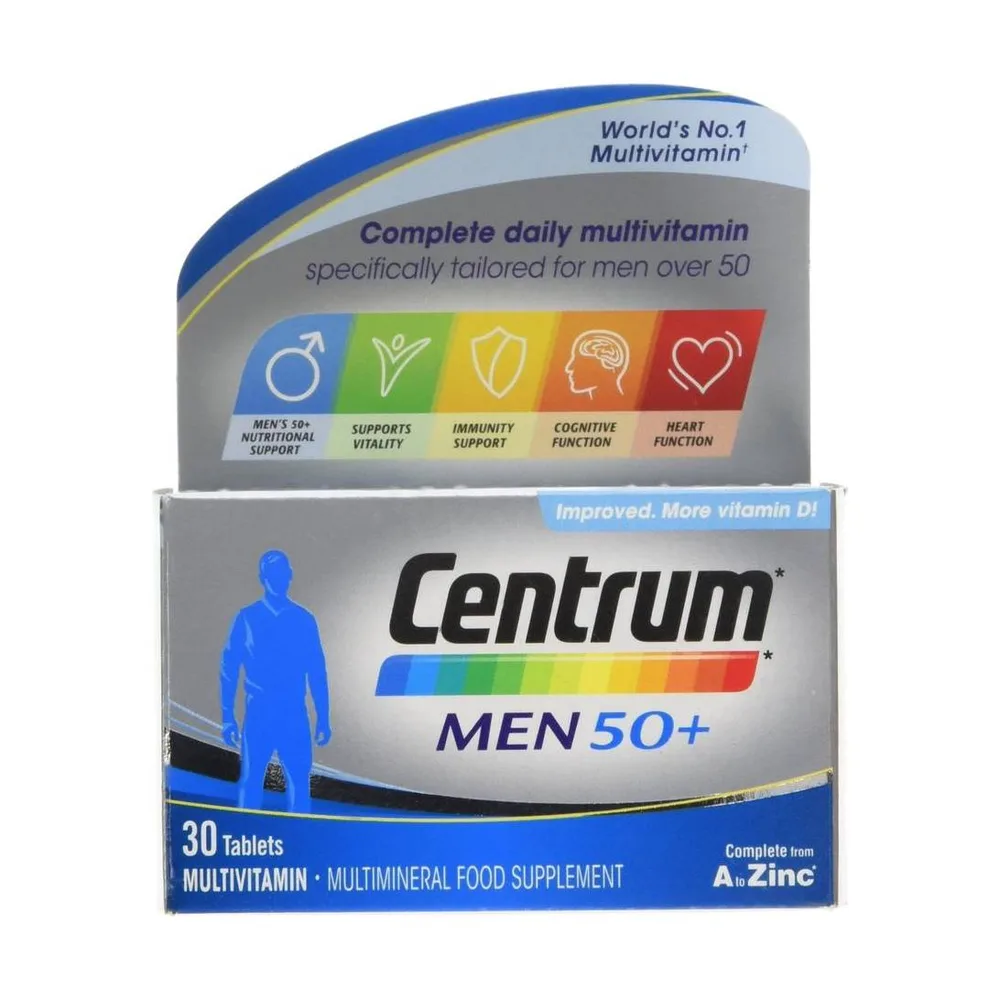 World's No.1
Multivitamin†
Complete daily multivitamin
specifically tailored for men over 50
MEN'S 50+
NUTRITIONAL
SUPPORT
SUPPORTS
VITALITY
IMMUNITY
SUPPORT
COGNITIVE
FUNCTION
HEART
FUNCTION
Improved. More vitamin D!
Centrum*
*
MEN 50+
30 Tablets
MULTIVITAMIN • MULTIMINERAL FOOD SUPPLEMENT
Complete from
A to Zinc*